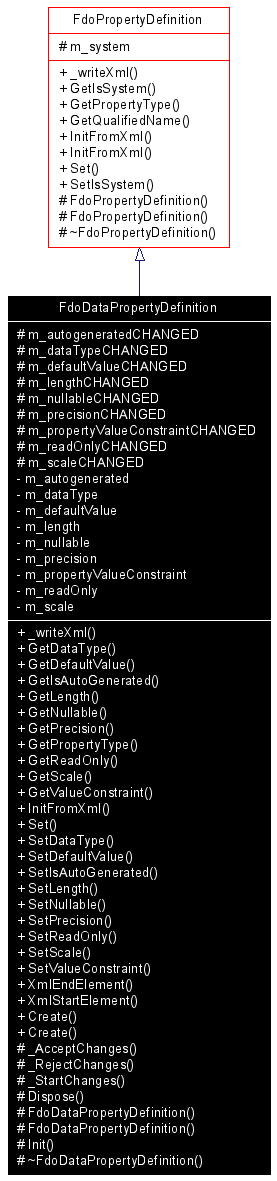 FdoPropertyDefinition
# m_system
+ _writeXml()
+ GetIsSystem()
+ GetPropertyType()
+ GetQualifiedName()
+ InitFromXml()
+ InitFromXml()
+ Set()
+ SetIsSystem()
# FdoPropertyDefinition()
# FdoPropertyDefinition()
# ~FdoPropertyDefinition()
FdoDataPropertyDefinition
# m_autogeneratedCHANGED
# m_dataTypeCHANGED
# m_defaultValueCHANGED
# m_lengthCHANGED
# m_nullableCHANGED
# m_precisionCHANGED
# m_propertyValueConstraintCHANGED
# m_readOnlyCHANGED
# m_scaleCHANGED
- m_autogenerated
- m_dataType
- m_defaultValue
- m_length
- m_nullable
- m_precision
- m_propertyValueConstraint
- m_readOnly
- m_scale
+ _writeXml()
+ GetDataType()
+ GetDefaultValue()
+ GetIsAutoGenerated()
+ GetLength()
+ GetNullable()
+ GetPrecision()
+ GetPropertyType()
+ GetReadOnly()
+ GetScale()
+ GetValueConstraint()
+ InitFromXml()
+ Set()
+ SetDataType()
+ SetDefaultValue()
+ SetIsAutoGenerated()
+ SetLength()
+ SetNullable()
+ SetPrecision()
+ SetReadOnly()
+ SetScale()
+ SetValueConstraint()
+ XmlEndElement()
+ XmlStartElement()
+ Create()
+ Create()
# _AcceptChanges()
# _RejectChanges()
# _StartChanges()
# Dispose()
# FdoDataPropertyDefinition()
# FdoDataPropertyDefinition()
# Init()
# ~FdoDataPropertyDefinition()